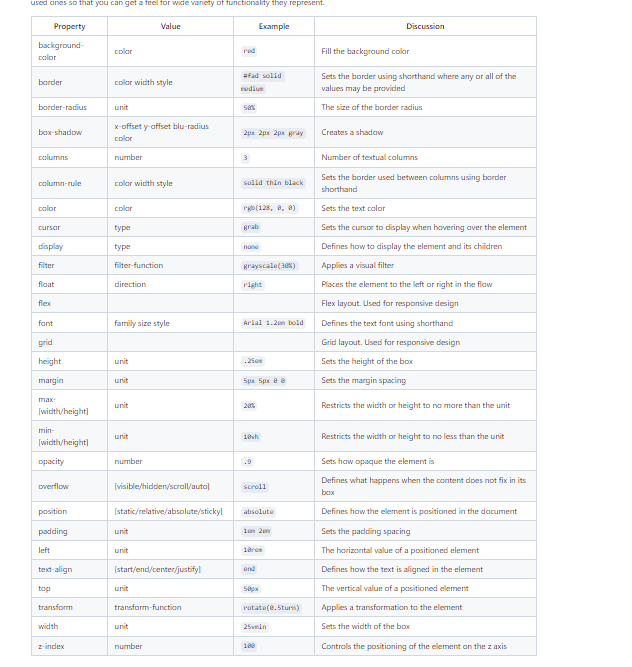 used ones so that you can get a feel for wide variety of functionality they represent.
Property Value Example Discussion
background-
color color red Fill the background color
border color width style #fad solid
medium Sets the border using shorthand where any or all of the
values may be provided
border-radius unit 50% The size of the border radius
box-shadow x-offset y-offset blu-radius
color 2px 2px 2px gray Creates a shadow
columns number 3 Number of textual columns
column-rule color width style solid thin black Sets the border used between columns using border
shorthand
color color rgb(128, 0, 0) Sets the text color
cursor type grab Sets the cursor to display when hovering over the element
display type none Defines how to display the element and its children
filter filter-function grayscale(30%) Applies a visual filter
float direction right Places the element to the left or right in the flow
flex Flex layout. Used for responsive design
font family size style Arial 1.2em bold Defines the text font using shorthand
grid Grid layout. Used for responsive design
height unit .25em Sets the height of the box
margin unit 5px 5px 0 0 Sets the margin spacing
max-
[width/height] unit 20% Restricts the width or height to no more than the unit
min-
[width/height] unit 10vh Restricts the width or height to no less than the unit
opacity number .9 Sets how opaque the element is
overflow [visible/hidden/scroll/auto] scroll Defines what happens when the content does not fix in its
box
position [static/relative/absolute/sticky] absolute Defines how the element is positioned in the document
padding unit 1em 2em Sets the padding spacing
left unit 10rem The horizontal value of a positioned element
text-align [start/end/center/justify] end Defines how the text is aligned in the element
top unit 50px The vertical value of a positioned element
transform transform-function rotate(0.5turn) Applies a transformation to the element
width unit 25vmin Sets the width of the box
z-index number 100 Controls the positioning of the element on the z axis